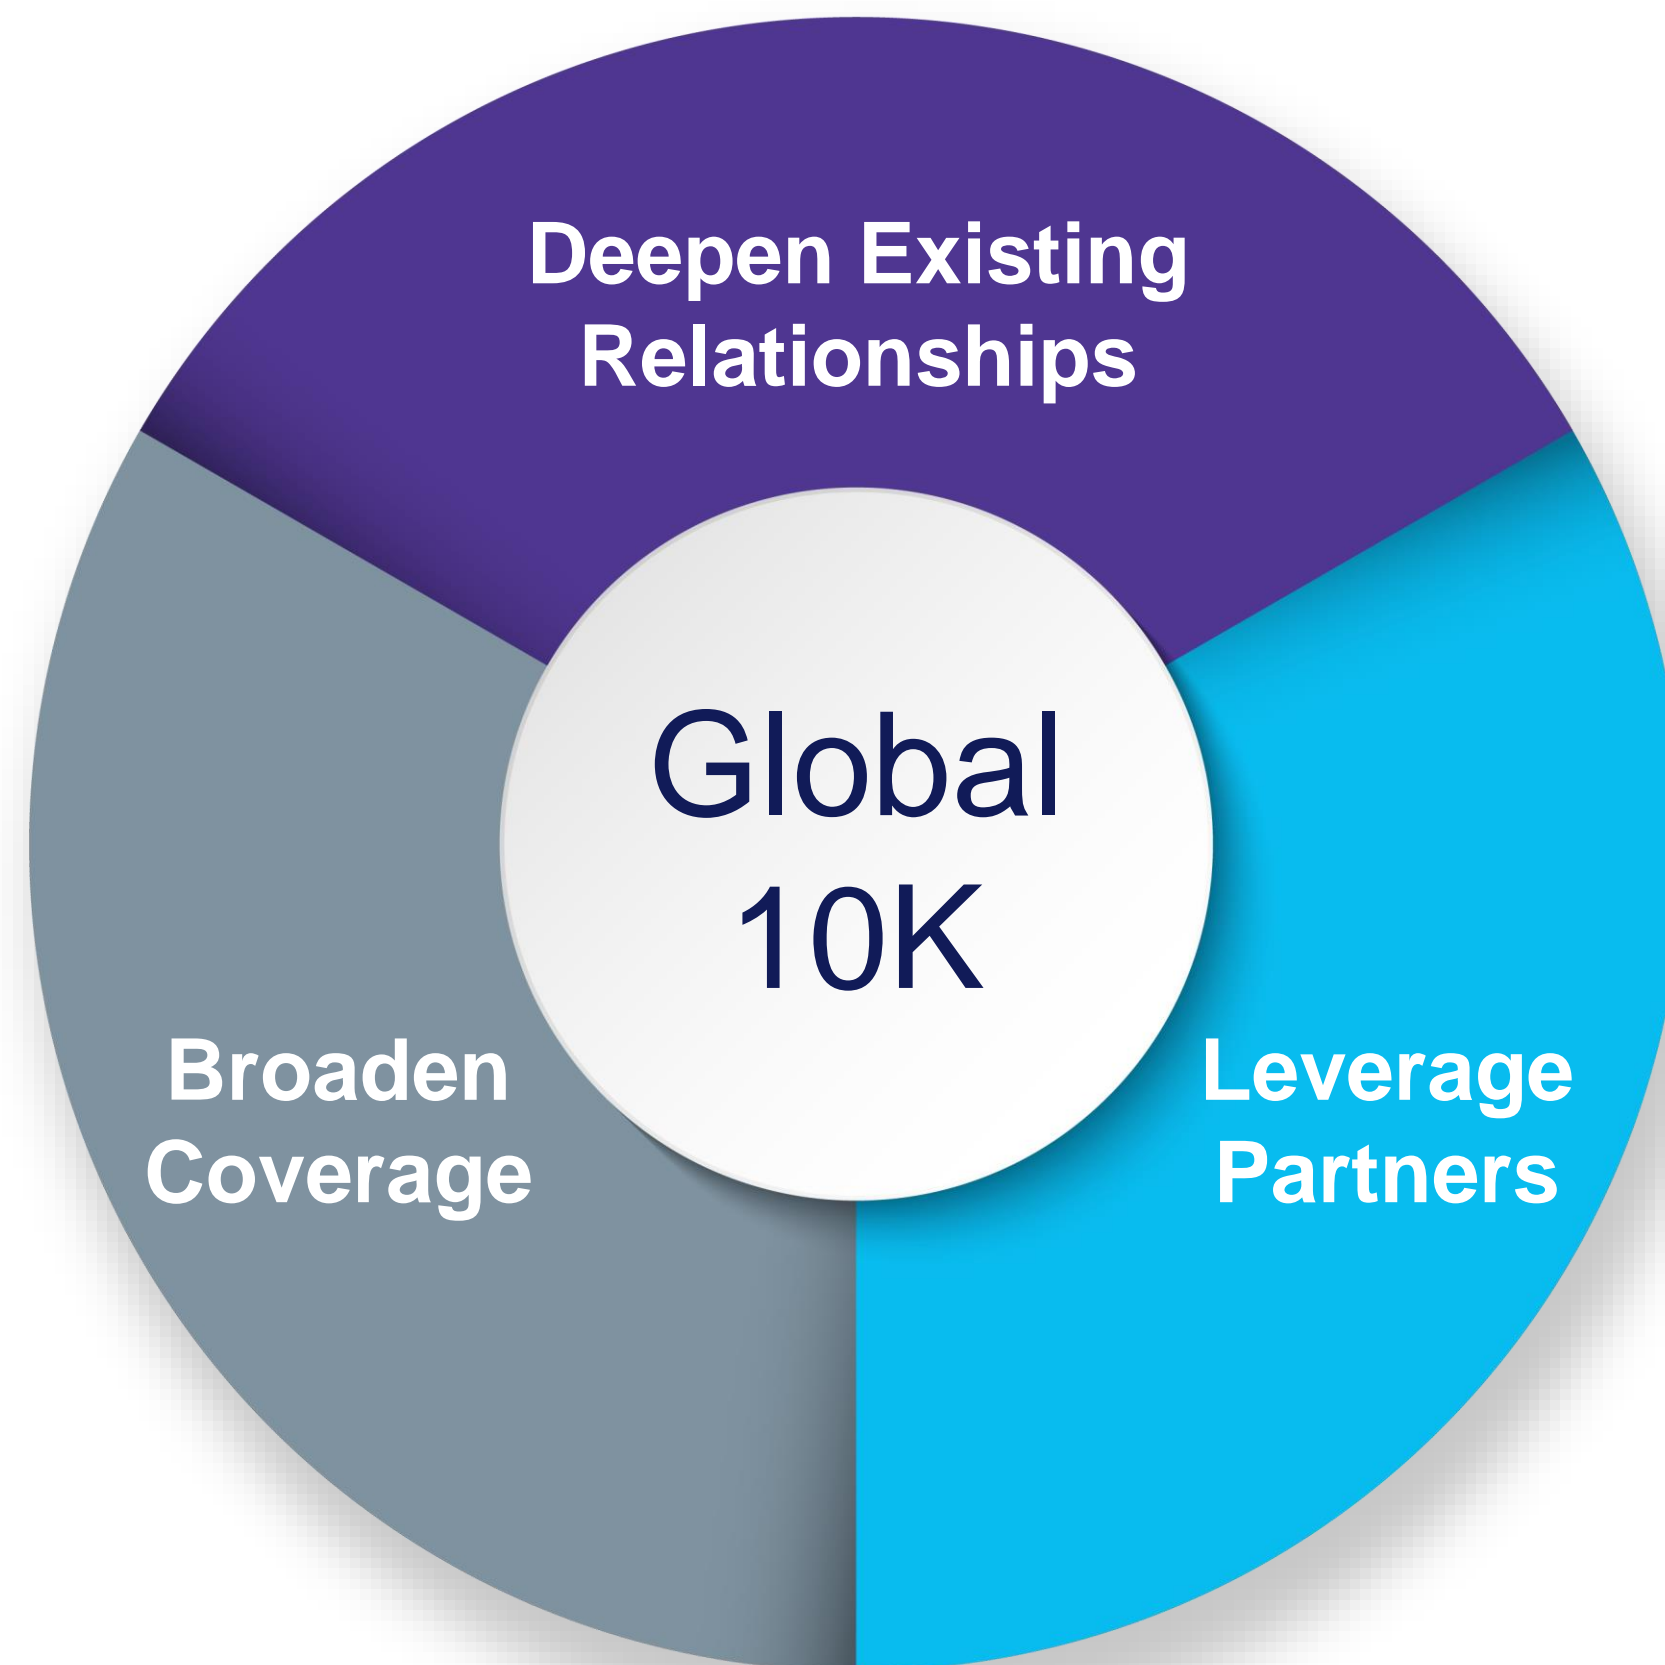 Deepen Existing
Relationships
Global
10K
Broaden
Coverage
Leverage
Partners